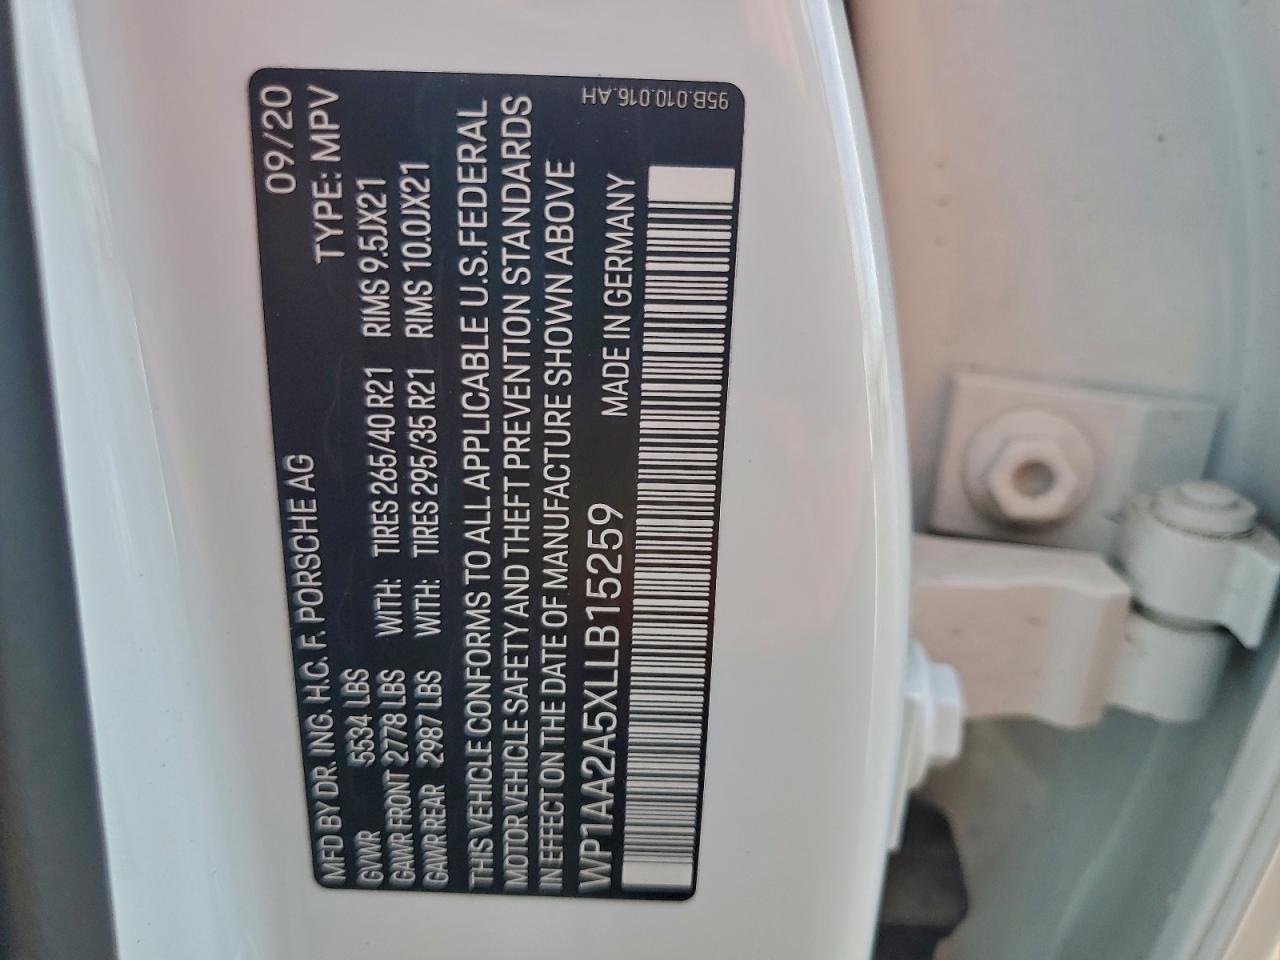 MFD BY DR. ING. H.C. F. PORSCHE AG 09/20
GVWR 5534 LBS TYPE: MPV
GAWR FRONT 2778 LBS WITH: TIRES 265/40 R21 RIMS 9.5JX21
GAWR REAR 2987 LBS WITH: TIRES 295/35 R21 RIMS 10.0JX21
THIS VEHICLE CONFORMS TO ALL APPLICABLE U.S.FEDERAL
MOTOR VEHICLE SAFETY AND THEFT PREVENTION STANDARDS
IN EFFECT ON THE DATE OF MANUFACTURE SHOWN ABOVE
WP1AA2A5XLLB15259 MADE IN GERMANY
95B.010.016.AH